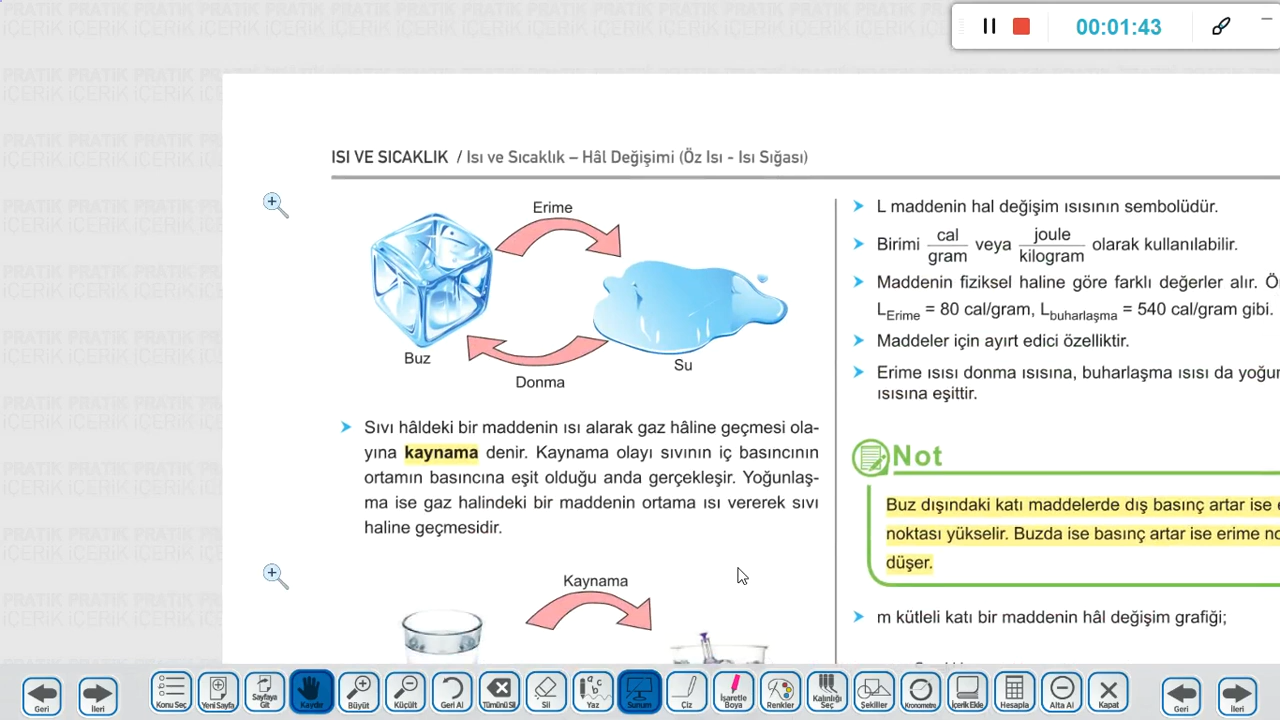 00:01:43
PRATİK PRATİK PRATİK PRATİK
İÇERİK İÇERİK İÇERİK İÇERİK
ISI VE SICAKLIK / Isı ve Sıcaklık – Hâl Değişimi (Öz Isı - Isı Sığası)
Erime
Buz
Su
Donma
Sıvı hâldeki bir maddenin ısı alarak gaz hâline geçmesi ola-
yına kaynama denir. Kaynama olayı sıvının iç basıncının
ortamın basıncına eşit olduğu anda gerçekleşir. Yoğunlaş-
ma ise gaz halindeki bir maddenin ortama ısı vererek sıvı
haline geçmesidir.
Kaynama
L maddenin hal değişim ısısının sembolüdür.
Birimi cal/gram veya joule/kilogram olarak kullanılabilir.
Maddenin fiziksel haline göre farklı değerler alır.
LErime = 80 cal/gram, Lbuharlaşma = 540 cal/gram gibi.
Maddeler için ayırt edici özelliktir.
Erime ısısı donma ısısına, buharlaşma ısısı da
ısısına eşittir.
Not
Buz dışındaki katı maddelerde dış basınç artar ise
noktası yükselir. Buzda ise basınç artar ise erime
düşer.
m kütleli katı bir maddenin hâl değişim grafiği;
Geri
İleri
Konu Seç
Yeni Sayfa
Sayfaya Git
Kaydır
Büyüt
Küçült
Geri Al
Tümünü Sil
Sil
Yaz
Sunum
Çiz
İşaretle Boya
Renkler
Kalınlığı Seç
Şekiller
Kronometre
İçerik Ekle
Hesapla
Alta Al
Kapat
Geri
İleri